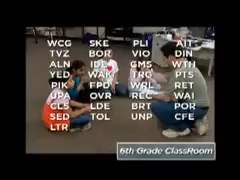 WCG SKE PLI AIT
TVZ BOR VIO DIN
ALN IDE GMS WTH
YED WAK TRG PTS
PIK FPD WRL RET
UPA OVR REC WAI
CLS LDE BRT POR
SED TOL UNP CFE
LTR
6th Grade ClassRoom